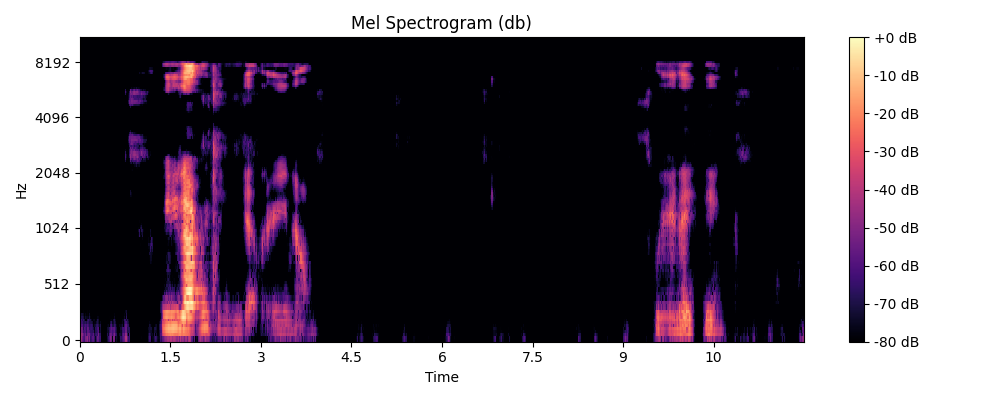 Mel Spectrogram (db)
8192
4096
2048
1024
512
0
Hz
0 1.5 3 4.5 6 7.5 9 10
Time
+0 dB
-10 dB
-20 dB
-30 dB
-40 dB
-50 dB
-60 dB
-70 dB
-80 dB